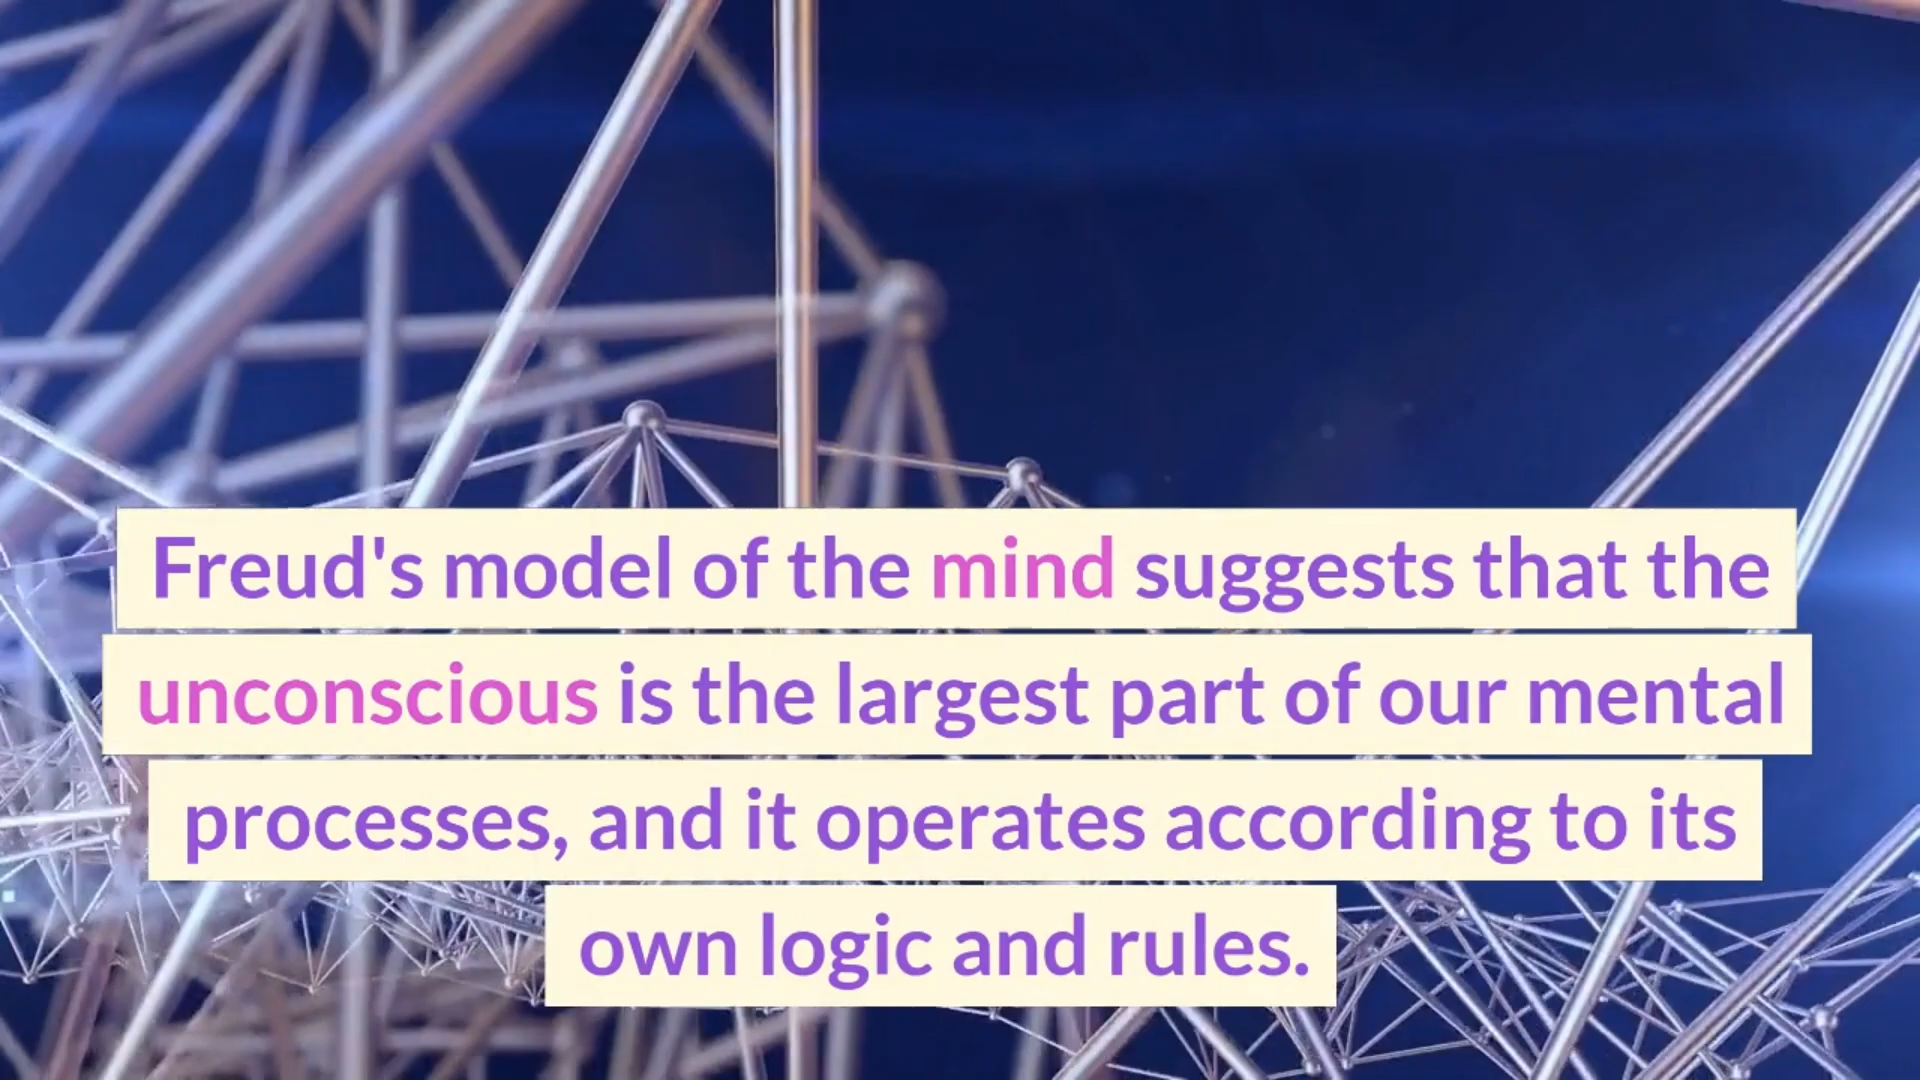 Freud's model of the mind suggests that the
unconscious is the largest part of our mental
processes, and it operates according to its
own logic and rules.